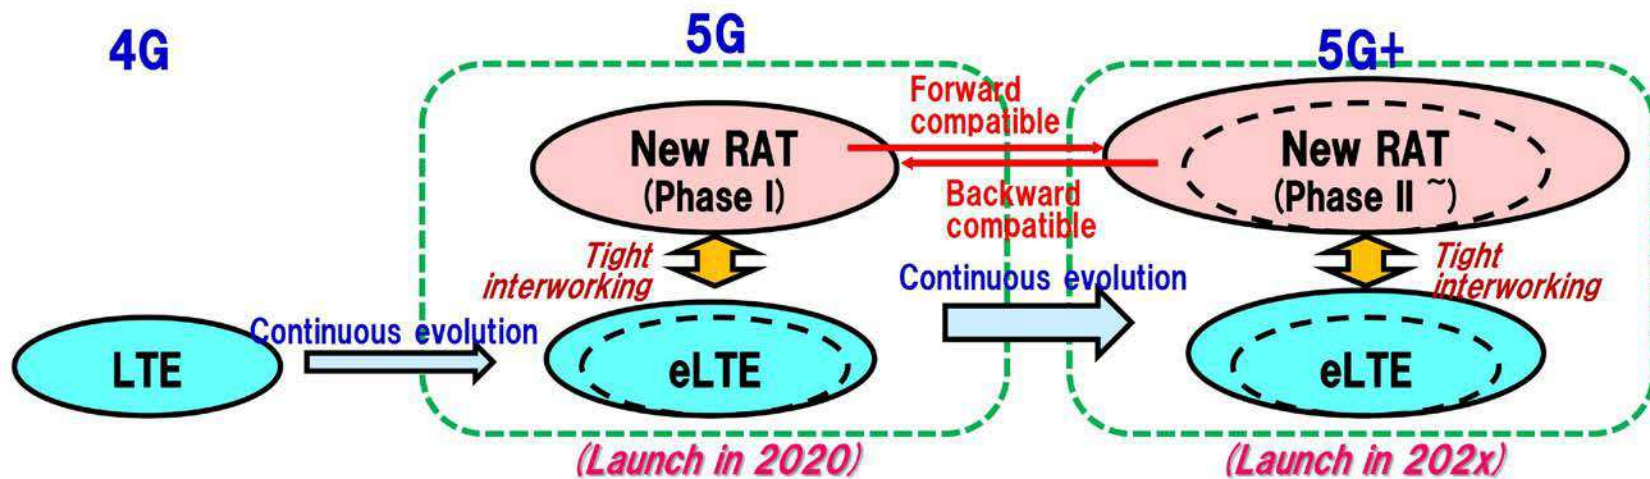 4G
5G
5G+
Forward
compatible
New RAT
(Phase I)
New RAT
(Phase II ~)
Backward
compatible
Tight
interworking
Continuous evolution
Tight
interworking
Continuous evolution
LTE
eLTE
eLTE
(Launch in 2020)
(Launch in 202x)